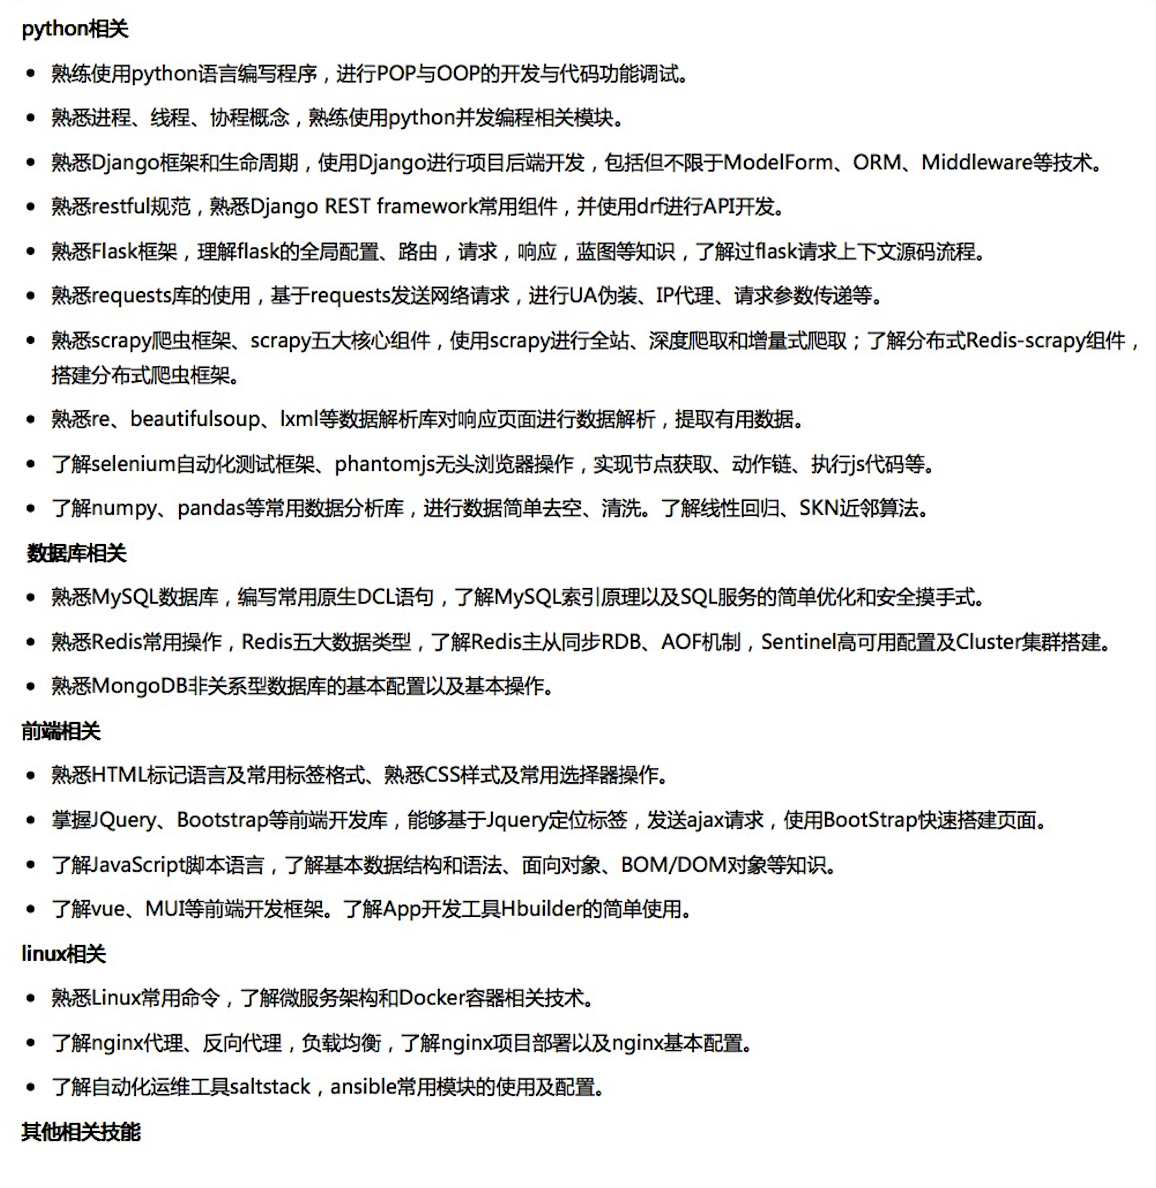 python相关
熟练使用python语言编写程序，进行POP与OOP的开发与代码功能调试。
熟悉进程、线程、协程概念，熟练使用python并发编程相关模块。
熟悉Django框架和生命周期，使用Django进行项目后端开发，包括但不限于ModelForm、ORM、Middleware等技术。
熟悉restful规范，熟悉Django REST framework常用组件，并使用drf进行API开发。
熟悉Flask框架，理解flask的全局配置、路由，请求，响应，蓝图等知识，了解过flask请求上下文源码流程。
熟悉requests库的使用，基于requests发送网络请求，进行UA伪装、IP代理、请求参数传递等。
熟悉scrapy爬虫框架、scrapy五大核心组件，使用scrapy进行全站、深度爬取和增量式爬取；了解分布式Redis-scrapy组件，
搭建分布式爬虫框架。
熟悉re、beautifulsoup、lxml等数据解析库对响应页面进行数据解析，提取有用数据。
了解selenium自动化测试框架、phantomjs无头浏览器操作，实现节点获取、动作链、执行js代码等。
了解numpy、pandas等常用数据分析库，进行数据简单去空、清洗。了解线性回归、SKN近邻算法。
数据库相关
熟悉MySQL数据库，编写常用原生DCL语句，了解MySQL索引原理以及SQL服务的简单优化和安全摸手式。
熟悉Redis常用操作，Redis五大数据类型，了解Redis主从同步RDB、AOF机制，Sentinel高可用配置及Cluster集群搭建。
熟悉MongoDB非关系型数据库的基本配置以及基本操作。
前端相关
熟悉HTML标记语言及常用标签格式、熟悉CSS样式及常用选择器操作。
掌握JQuery、Bootstrap等前端开发库，能够基于Jquery定位标签，发送ajax请求，使用BootStrap快速搭建页面。
了解JavaScript脚本语言，了解基本数据结构和语法、面向对象、BOM/DOM对象等知识。
了解vue、MUI等前端开发框架。了解App开发工具Hbuilder的简单使用。
linux相关
熟悉Linux常用命令，了解微服务架构和Docker容器相关技术。
了解nginx代理、反向代理，负载均衡，了解nginx项目部署以及nginx基本配置。
了解自动化运维工具saltstack，ansible常用模块的使用及配置。
其他相关技能